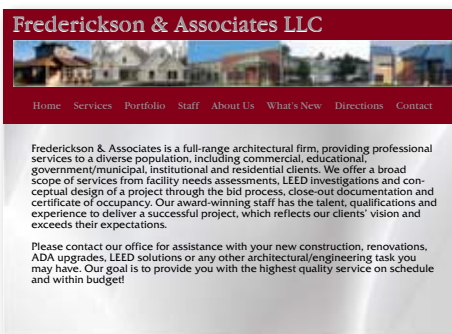 Frederickson & Associates LLC
Home Services Portfolio Staff About Us What's New Directions Contact
Frederickson & Associates is a full-range architectural firm, providing professional
services to a diverse population, including commercial, educational,
government/municipal, institutional and residential clients. We offer a broad
scope of services from facility needs assessments, LEED investigations and con-
ceptual design of a project through the bid process, close-out documentation and
certificate of occupancy. Our award-winning staff has the talent, qualifications and
experience to deliver a successful project, which reflects our clients' vision and
exceeds their expectations.
Please contact our office for assistance with your new construction, renovations,
ADA upgrades, LEED solutions or any other architectural/engineering task you
may have. Our goal is to provide you with the highest quality service on schedule
and within budget!